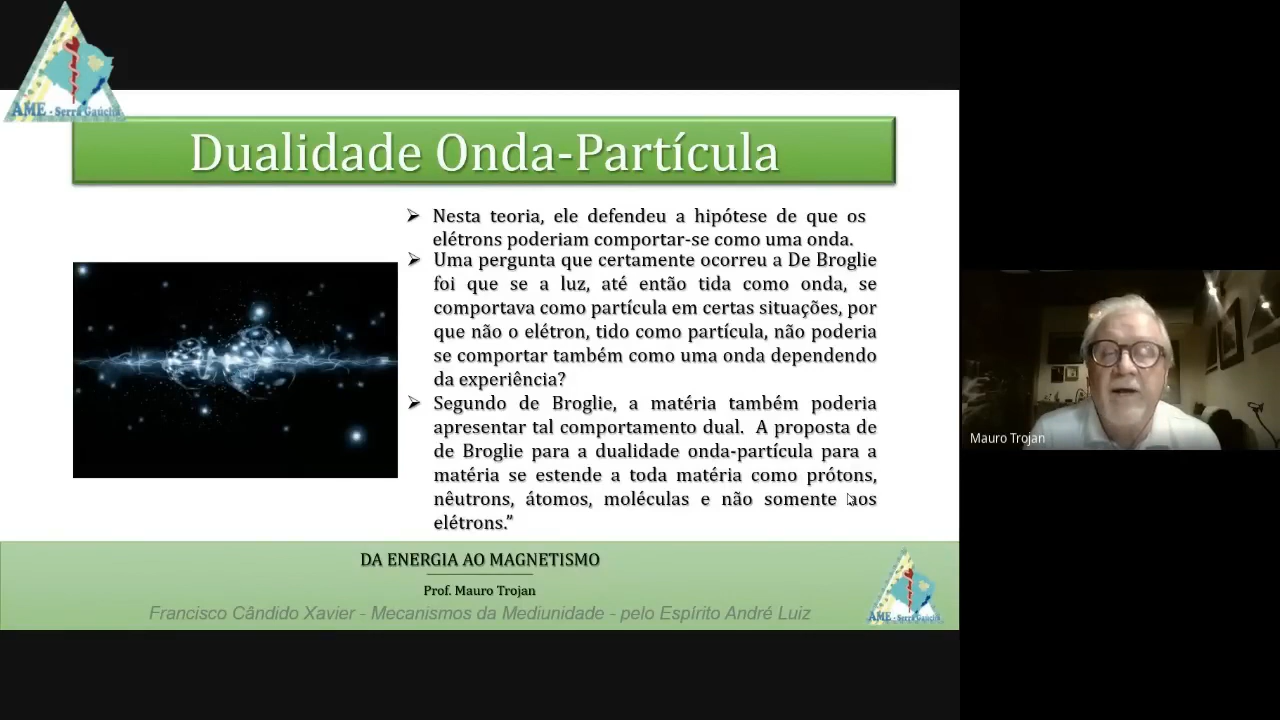 AME - Serra Gaúcha
Dualidade Onda-Partícula
Nesta teoria, ele defendeu a hipótese de que os
elétrons poderiam comportar-se como uma onda.
Uma pergunta que certamente ocorreu a De Broglie
foi que se a luz, até então tida como onda, se
comportava como partícula em certas situações, por
que não o elétron, tido como partícula, não poderia
se comportar também como uma onda dependendo
da experiência?
Segundo de Broglie, a matéria também poderia
apresentar tal comportamento dual. A proposta de
de Broglie para a dualidade onda-partícula para a
matéria se estende a toda matéria como prótons,
nêutrons, átomos, moléculas e não somente aos
elétrons.”
Mauro Trojan
DA ENERGIA AO MAGNETISMO
Prof. Mauro Trojan
Francisco Cândido Xavier - Mecanismos da Mediunidade - pelo Espírito André Luiz
AME - Serra Gaúcha